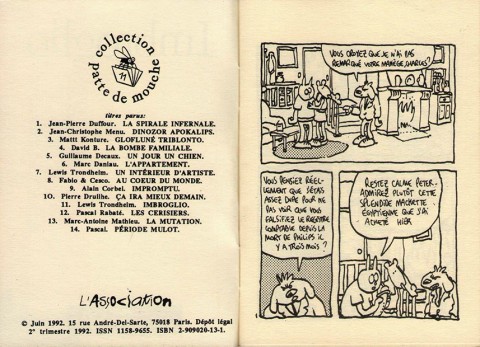 collection
patte de mouche
11
titres parus:
1. Jean-Pierre Duffour. LA SPIRALE INFERNALE.
2. Jean-Christophe Menu. DINOZOR APOKALIPS.
3. Matti Konture. GLOFLUNÉ TRIBLONTO.
4. David B. LA BOMBE FAMILIALE.
5. Guillaume Decaux. UN JOUR UN CHIEN.
6. Marc Daniau. L'APPARTEMENT.
7. Lewis Trondheim. UN INTÉRIEUR D'ARTISTE.
8. Fabio & Cesco. AU COEUR DU MONDE.
9. Alain Corbel. IMPROMPTU.
10. Pierre Druilhe. ÇA IRA MIEUX DEMAIN.
11. Lewis Trondheim. IMBROGLIO.
12. Pascal Rabaté. LES CERISIERS.
13. Marc-Antoine Mathieu. LA MUTATION.
14. Pascal. PÉRIODE MULOT.
L'ASSOCIATION
© Juin 1992. 15 rue André-Del-Sarte, 75018 Paris. Dépôt légal
2° trimestre 1992. ISSN 1158-9655. ISBN 2-909020-13-1.
VOUS CROYEZ QUE JE N'AI PAS
REMARQUÉ VOTRE MANÈGE, CHARLES?
VOUS PENSIEZ RÉEL-
LEMENT QUE J'ÉTAIS
ASSEZ DUPE POUR NE
PAS VOIR QUE VOUS
FALSIFIEZ LE REGISTRE
COMPTABLE DEPUIS LA
MORT DE PHILIPS IL
Y A TROIS MOIS?
RESTEZ CALME PETER.
ADMIREZ PLUTÔT CETTE
SPLENDIDE MACHETTE
ÉGYPTIENNE QUE J'AI
ACHETÉ HIER